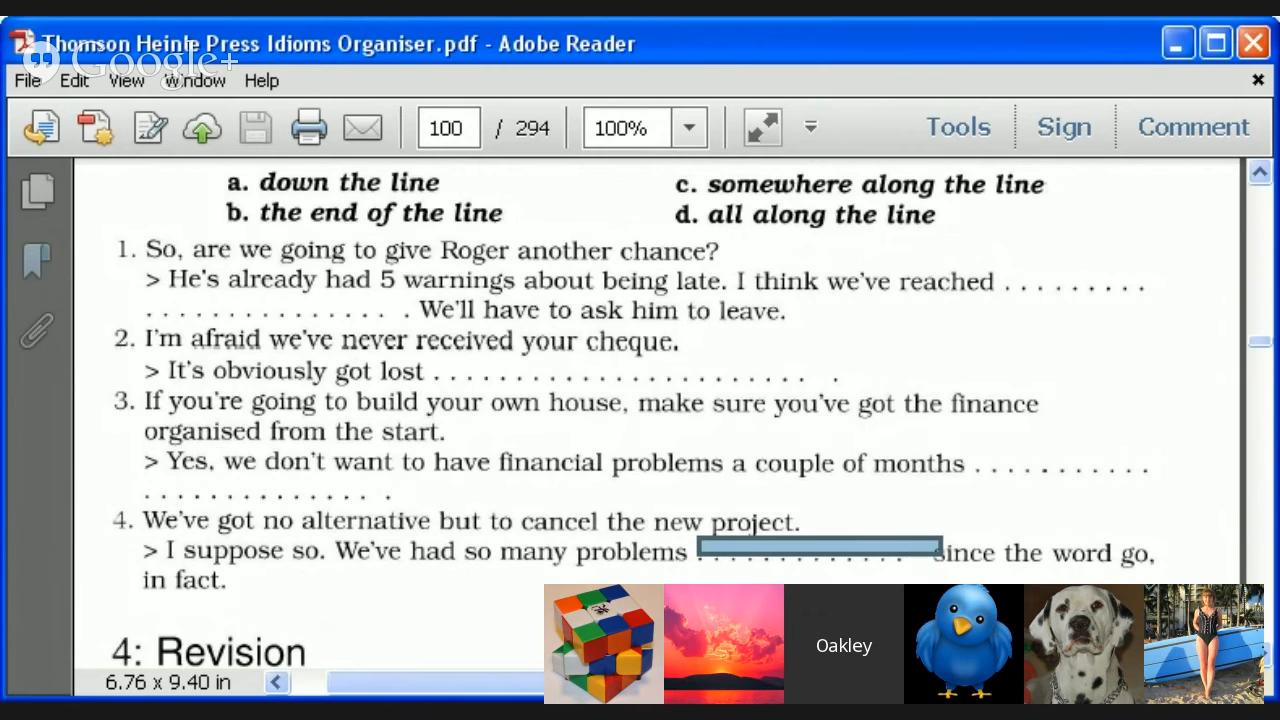 Thomson Heinle Press Idioms Organiser.pdf - Adobe Reader
Google+
File Edit View Window Help
100 / 294 100% Tools Sign Comment
a. down the line
c. somewhere along the line
b. the end of the line
d. all along the line
1. So, are we going to give Roger another chance?
> He's already had 5 warnings about being late. I think we've reached . . . . . . . . .
. . . . . . . . . . . . . . . . We'll have to ask him to leave.
2. I'm afraid we've never received your cheque.
> It's obviously got lost . . . . . . . . . . . . . . . . . . . . . . . .
3. If you're going to build your own house, make sure you've got the finance
organised from the start.
> Yes, we don't want to have financial problems a couple of months . . . . . . . . . . .
. . . . . . . . . . . . . . .
4. We've got no alternative but to cancel the new project.
> I suppose so. We've had so many problems . . . . . . . . . . . . . since the word go,
in fact.
4: Revision
6.76 x 9.40 in
Oakley